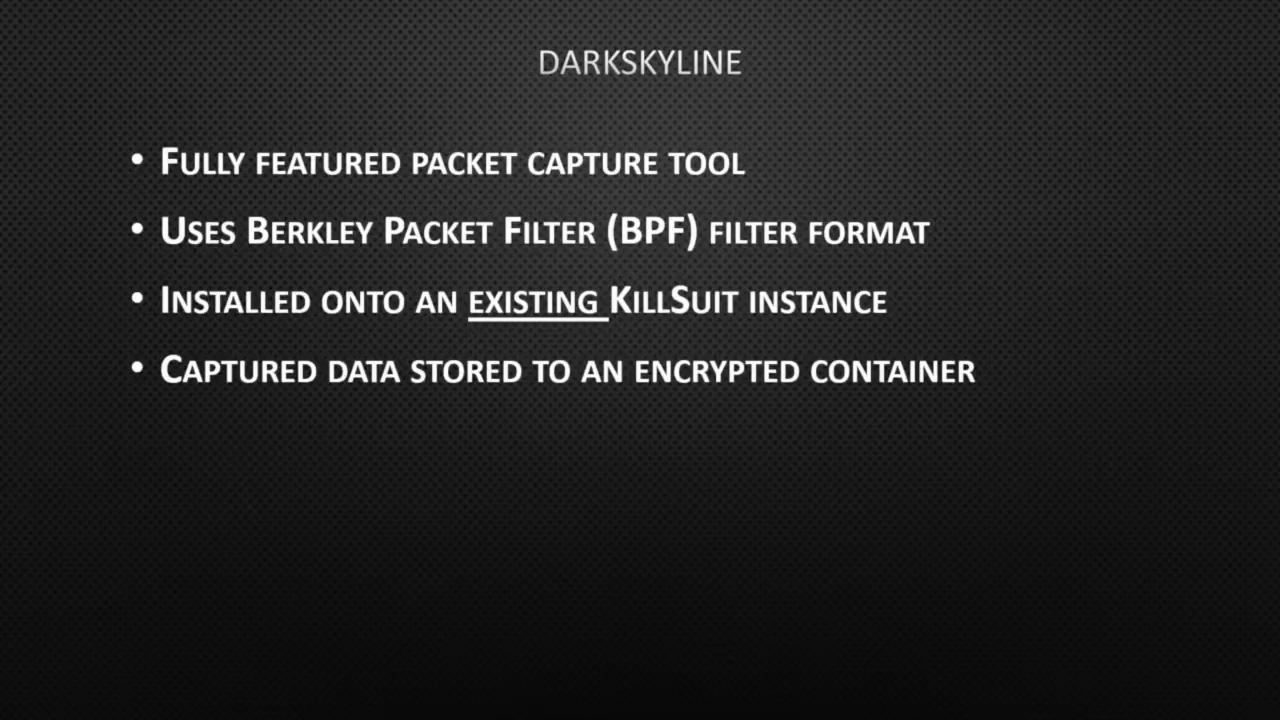 DARKSKYLINE
• Fully featured packet capture tool
• Uses Berkley Packet Filter (BPF) filter format
• Installed onto an existing KillSuit instance
• Captured data stored to an encrypted container